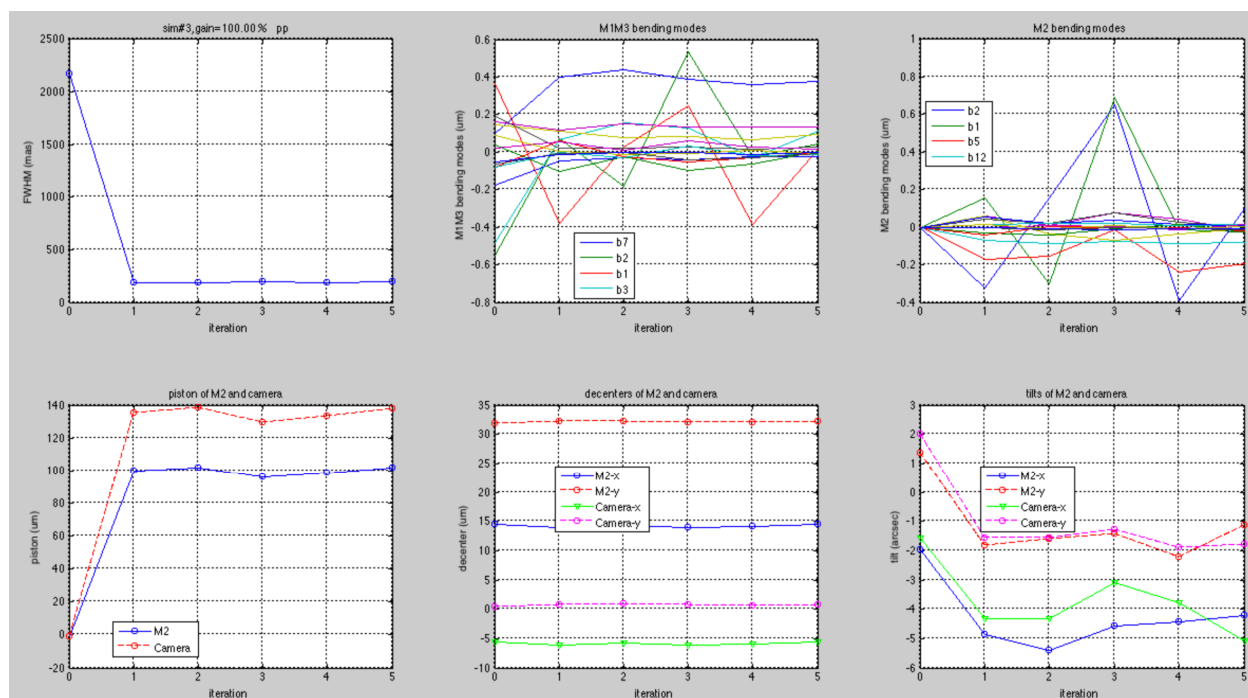 sim#3,gain=100.00 % pp
2500
2000
1500
1000
500
0
FWHM (mas)
0 1 2 3 4 5
iteration
M1M3 bending modes
0.6
0.4
0.2
0
-0.2
-0.4
-0.6
-0.8
M1M3 bending modes (um)
b7
b2
b1
b3
0 1 2 3 4 5
iteration
M2 bending modes
1
0.8
0.6
0.4
0.2
0
-0.2
-0.4
M2 bending modes (um)
b2
b1
b5
b12
0 1 2 3 4 5
iteration
piston of M2 and camera
140
120
100
80
60
40
20
0
-20
piston (um)
M2
Camera
0 1 2 3 4 5
iteration
decenters of M2 and camera
35
30
25
20
15
10
5
0
-5
-10
decenter (um)
M2-x
M2-y
Camera-x
Camera-y
0 1 2 3 4 5
iteration
tilts of M2 and camera
3
2
1
0
-1
-2
-3
-4
-5
-6
tilt (arcsec)
M2-x
M2-y
Camera-x
Camera-y
0 1 2 3 4 5
iteration